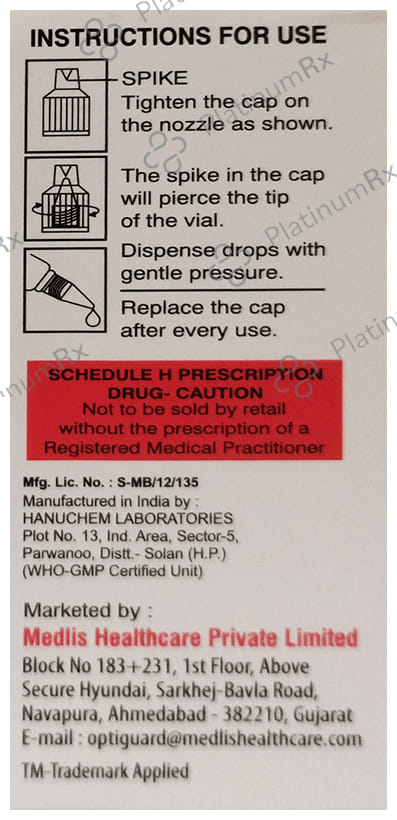 INSTRUCTIONS FOR USE
SPIKE
Tighten the cap on
the nozzle as shown.
The spike in the cap
will pierce the tip
of the vial.
Dispense drops with
gentle pressure.
Replace the cap
after every use.
SCHEDULE H PRESCRIPTION
DRUG- CAUTION
Not to be sold by retail
without the prescription of a
Registered Medical Practitioner
Mfg. Lic. No. : S-MB/12/135
Manufactured in India by :
HANUCHEM LABORATORIES
Plot No. 13, Ind. Area, Sector-5,
Parwanoo, Distt.- Solan (H.P.)
(WHO-GMP Certified Unit)
Marketed by :
Medlis Healthcare Private Limited
Block No 183+231, 1st Floor, Above
Secure Hyundai, Sarkhej-Bavla Road,
Navapura, Ahmedabad - 382210, Gujarat
E-mail : optiguard@medlishealthcare.com
TM-Trademark Applied
PlatinumRx
PlatinumRx
PlatinumRx
PlatinumRx